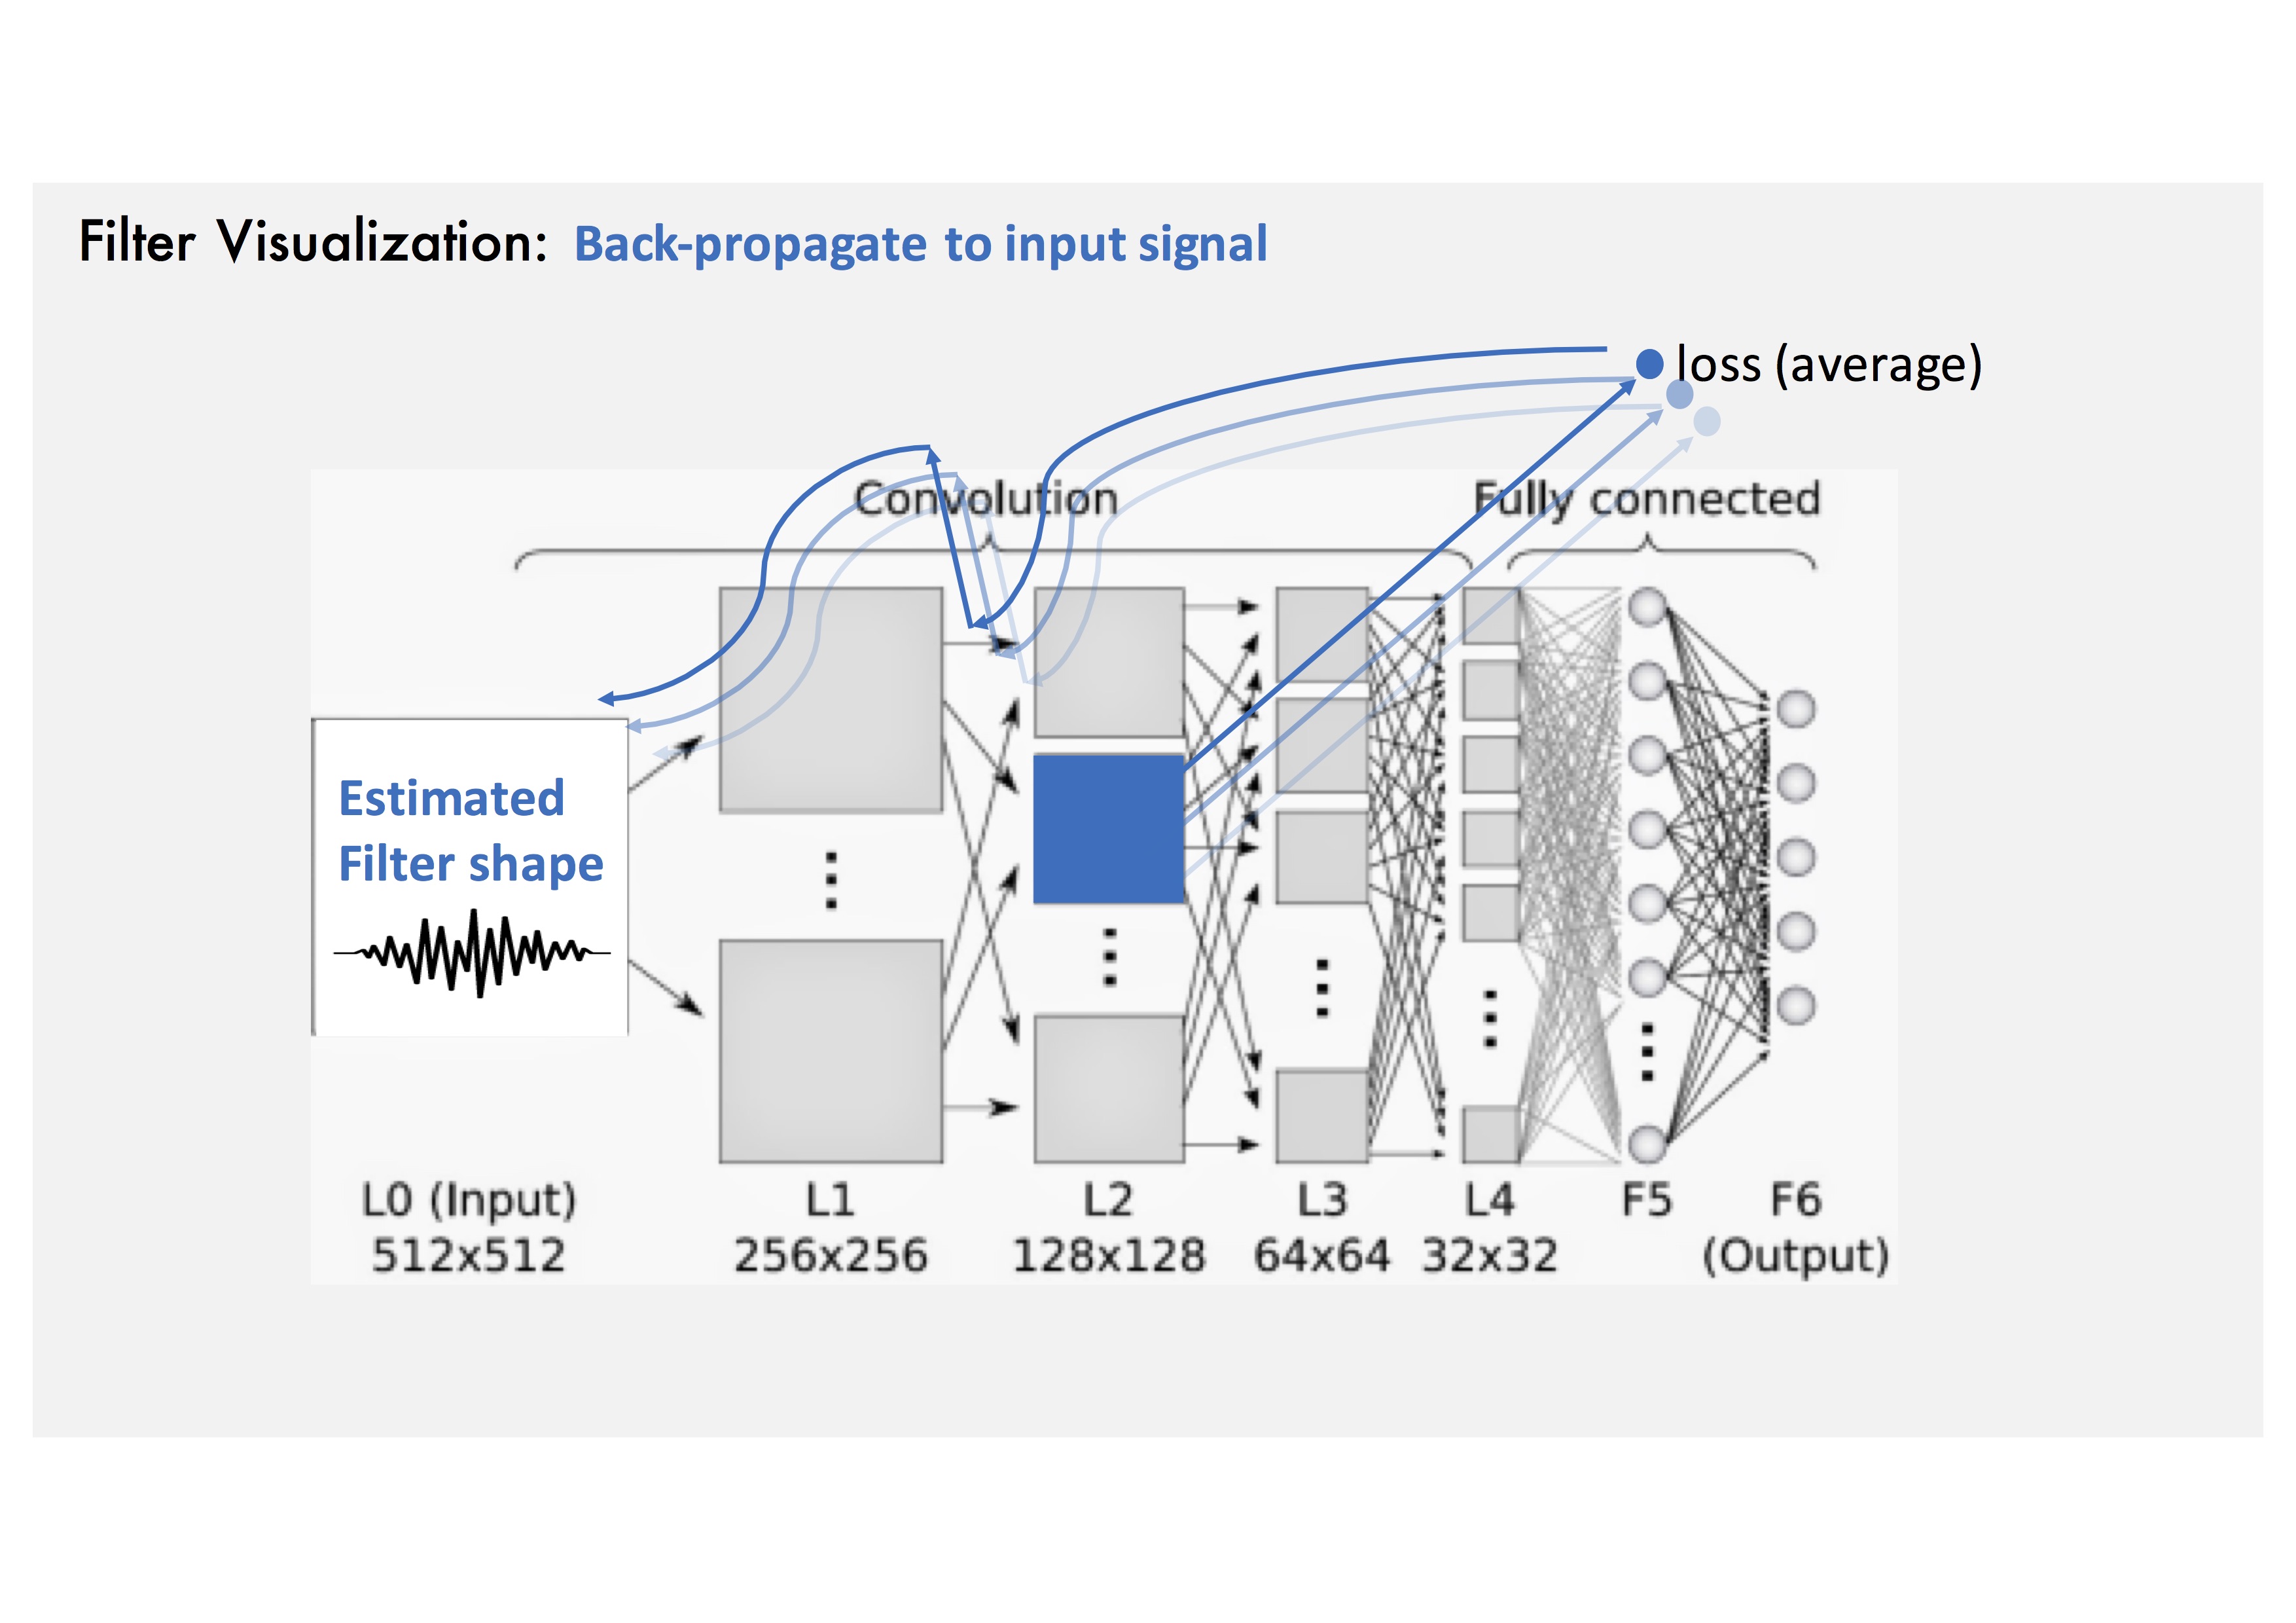 Filter Visualization: Back-propagate to input signal
loss (average)
Convolution
Fully connected
Estimated
Filter shape
L0 (Input)
512x512
L1
256x256
L2
128x128
L3
64x64
L4
32x32
F5
F6
(Output)